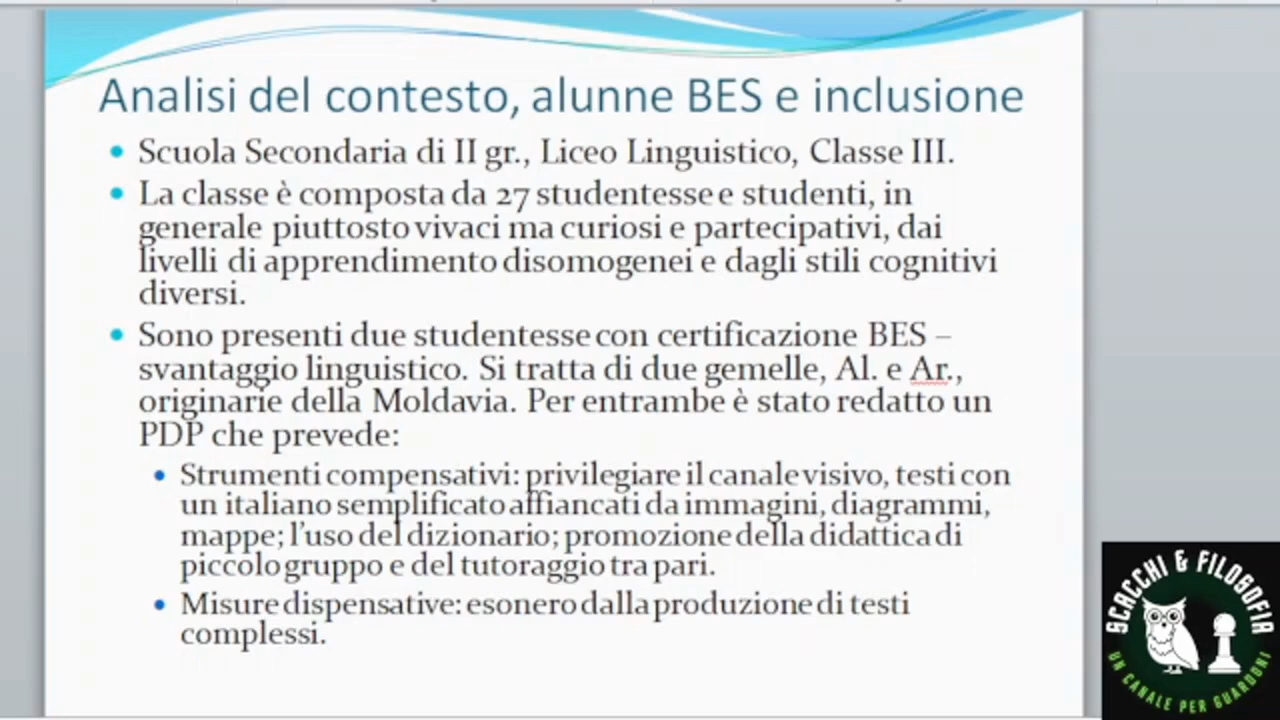 Analisi del contesto, alunne BES e inclusione
Scuola Secondaria di II gr., Liceo Linguistico, Classe III.
La classe è composta da 27 studentesse e studenti, in
generale piuttosto vivaci ma curiosi e partecipativi, dai
livelli di apprendimento disomogenei e dagli stili cognitivi
diversi.
Sono presenti due studentesse con certificazione BES –
svantaggio linguistico. Si tratta di due gemelle, Al. e Ar.,
originarie della Moldavia. Per entrambe è stato redatto un
PDP che prevede:
Strumenti compensativi: privilegiare il canale visivo, testi con
un italiano semplificato affiancati da immagini, diagrammi,
mappe; l’uso del dizionario; promozione della didattica di
piccolo gruppo e del tutoraggio tra pari.
Misure dispensative: esonero dalla produzione di testi
complessi.
SCACCHI & FILOSOFIA
UN CANALE PER GUARDONI